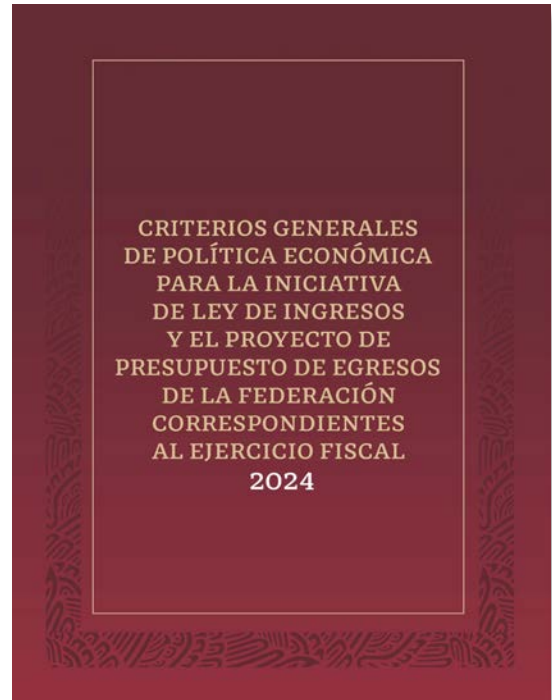 CRITERIOS GENERALES
DE POLÍTICA ECONÓMICA
PARA LA INICIATIVA
DE LEY DE INGRESOS
Y EL PROYECTO DE
PRESUPUESTO DE EGRESOS
DE LA FEDERACIÓN
CORRESPONDIENTES
AL EJERCICIO FISCAL
2024